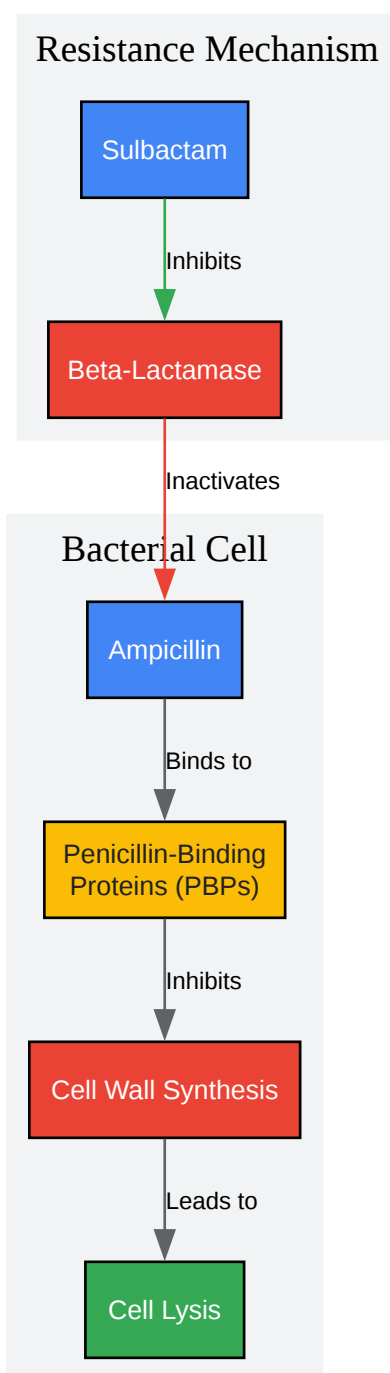 Resistance Mechanism
Sulbactam
Inhibits
Beta-Lactamase
Inactivates
Bacterial Cell
Ampicillin
Binds to
Penicillin-Binding
Proteins (PBPs)
Inhibits
Cell Wall Synthesis
Leads to
Cell Lysis